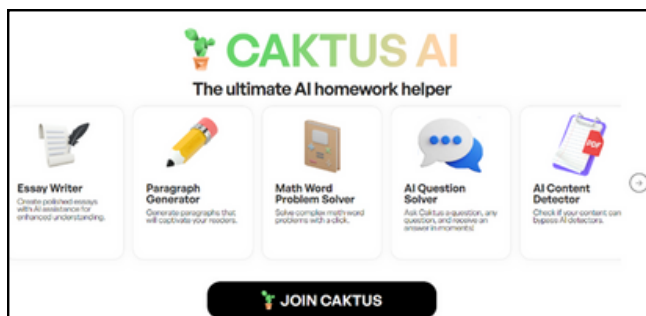 CAKTUS AI
The ultimate AI homework helper
Essay Writer
Create polished essays
with AI assistance for
enhanced understanding.
Paragraph
Generator
Generate paragraphs that
will captivate your readers.
Math Word
Problem Solver
Solve complex math word
problems with a click.
AI Question
Solver
Ask Caktus a question, any
question, and receive an
answer in moments!
PDF
AI Content
Detector
Check if your content can
bypass AI detectors.
JOIN CAKTUS